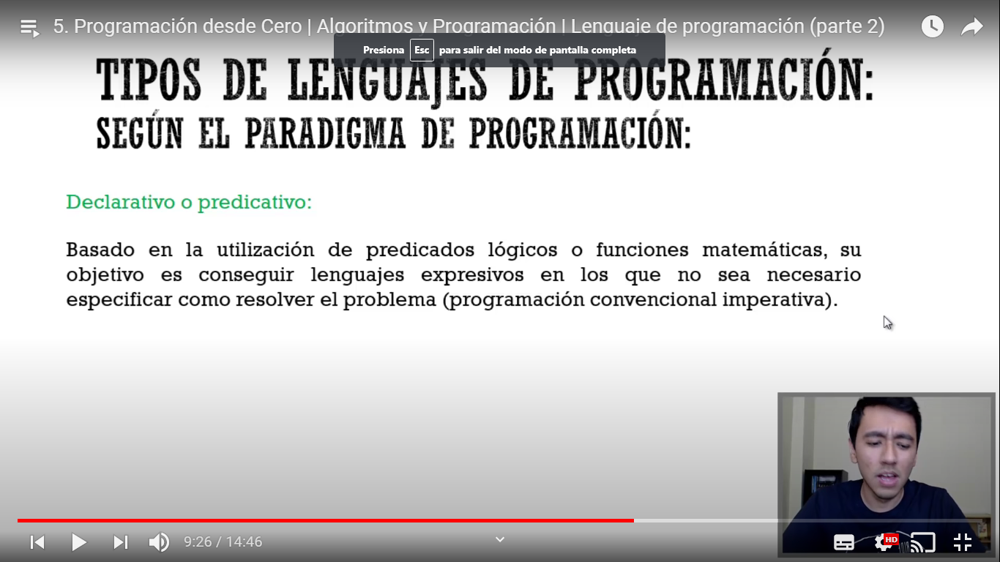 5. Programación desde Cero | Algoritmos y Programación | Lenguaje de programación (parte 2)
Presiona Esc para salir del modo de pantalla completa
TIPOS DE LENGUAJES DE PROGRAMACIÓN:
SEGÚN EL PARADIGMA DE PROGRAMACIÓN:
Declarativo o predicativo:
Basado en la utilización de predicados lógicos o funciones matemáticas, su
objetivo es conseguir lenguajes expresivos en los que no sea necesario
especificar como resolver el problema (programación convencional imperativa).
9:26 / 14:46
HD